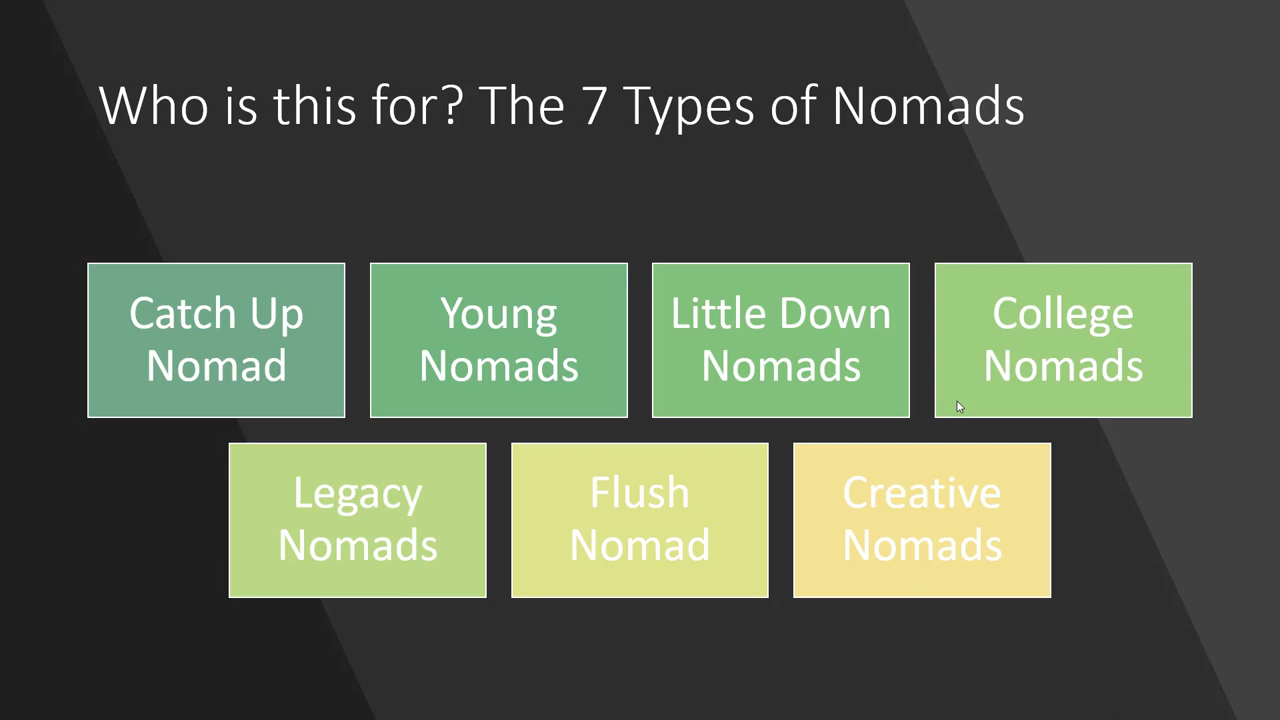 Who is this for? The 7 Types of Nomads
Catch Up
Nomad
Young
Nomads
Little Down
Nomads
College
Nomads
Legacy
Nomads
Flush
Nomad
Creative
Nomads